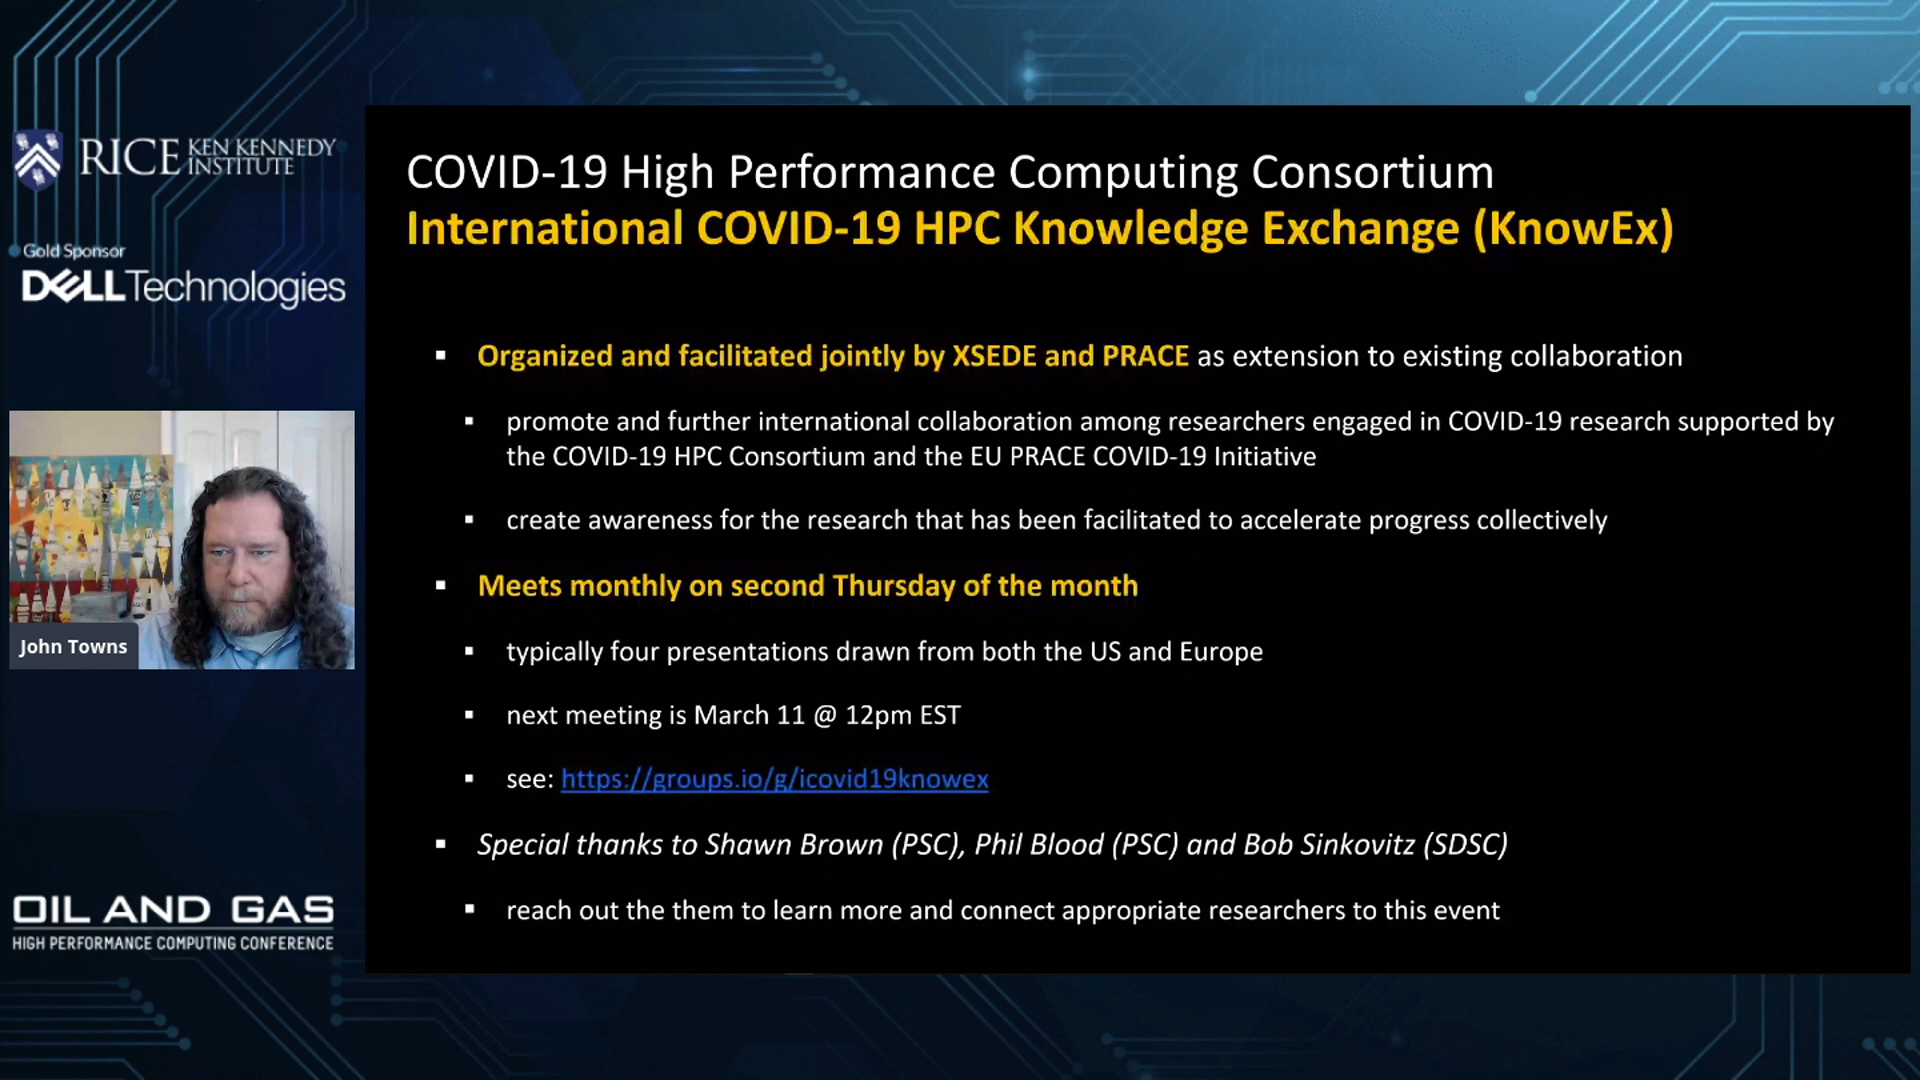 RICE KEN KENNEDY
INSTITUTE
Gold Sponsor
DELL Technologies
John Towns
OIL AND GAS
HIGH PERFORMANCE COMPUTING CONFERENCE
COVID-19 High Performance Computing Consortium
International COVID-19 HPC Knowledge Exchange (KnowEx)
▪ Organized and facilitated jointly by XSEDE and PRACE as extension to existing collaboration
▪ promote and further international collaboration among researchers engaged in COVID-19 research supported by
the COVID-19 HPC Consortium and the EU PRACE COVID-19 Initiative
▪ create awareness for the research that has been facilitated to accelerate progress collectively
▪ Meets monthly on second Thursday of the month
▪ typically four presentations drawn from both the US and Europe
▪ next meeting is March 11 @ 12pm EST
▪ see: https://groups.io/g/icovid19knowex
▪ Special thanks to Shawn Brown (PSC), Phil Blood (PSC) and Bob Sinkovitz (SDSC)
▪ reach out the them to learn more and connect appropriate researchers to this event